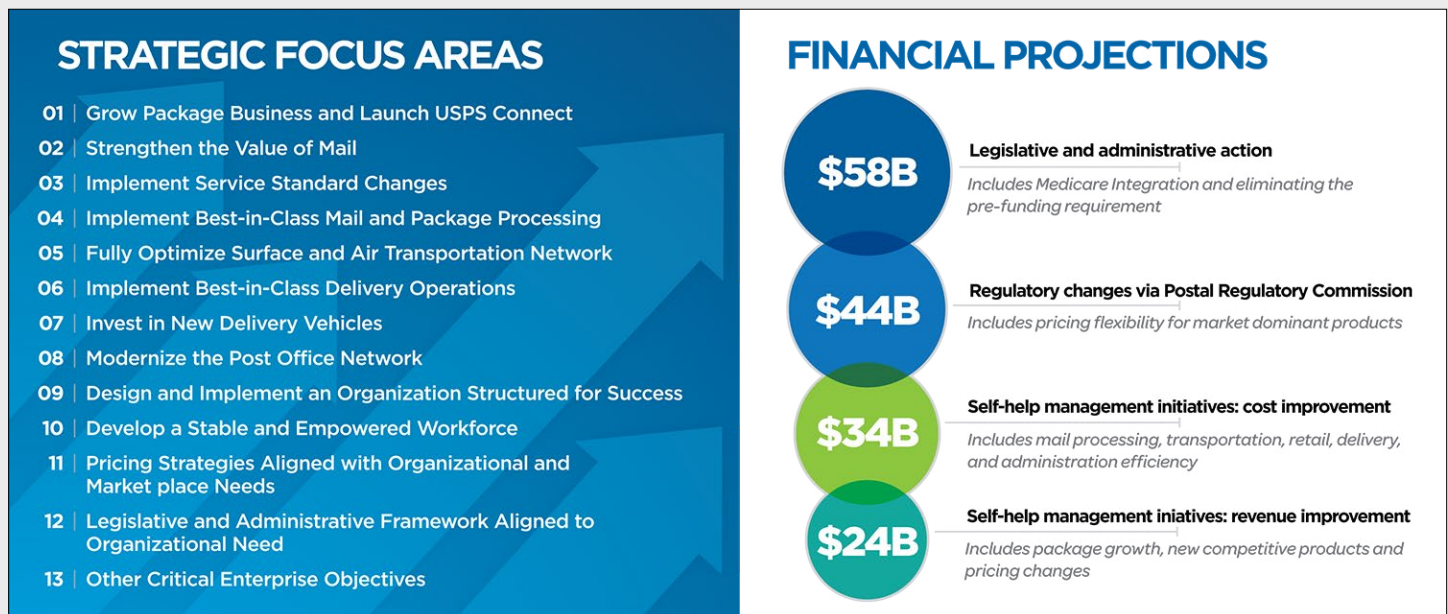 STRATEGIC FOCUS AREAS
01 | Grow Package Business and Launch USPS Connect
02 | Strengthen the Value of Mail
03 | Implement Service Standard Changes
04 | Implement Best-in-Class Mail and Package Processing
05 | Fully Optimize Surface and Air Transportation Network
06 | Implement Best-in-Class Delivery Operations
07 | Invest in New Delivery Vehicles
08 | Modernize the Post Office Network
09 | Design and Implement an Organization Structured for Success
10 | Develop a Stable and Empowered Workforce
11 | Pricing Strategies Aligned with Organizational and
Market place Needs
12 | Legislative and Administrative Framework Aligned to
Organizational Need
13 | Other Critical Enterprise Objectives
FINANCIAL PROJECTIONS
$58B
Legislative and administrative action
Includes Medicare Integration and eliminating the
pre-funding requirement
$44B
Regulatory changes via Postal Regulatory Commission
Includes pricing flexibility for market dominant products
$34B
Self-help management initiatives: cost improvement
Includes mail processing, transportation, retail, delivery,
and administration efficiency
$24B
Self-help management iniatives: revenue improvement
Includes package growth, new competitive products and
pricing changes